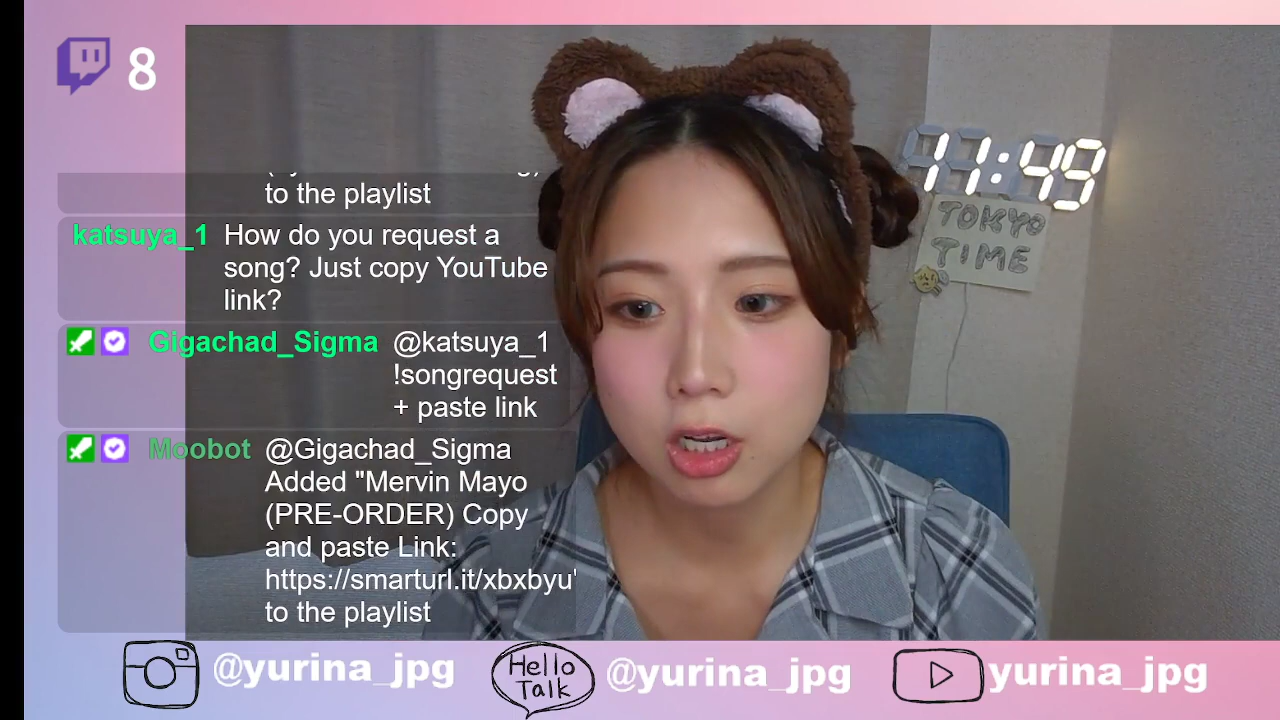 8
to the playlist
katsuya_1 How do you request a
song? Just copy YouTube
link?
Gigachad_Sigma @katsuya_1
!songrequest
+ paste link
Moobot @Gigachad_Sigma
Added "Mervin Mayo
(PRE-ORDER) Copy
and paste Link:
https://smarturl.it/xbxbyu'
to the playlist
11:49
TOKYO
TIME
@yurina_jpg Hello Talk @yurina_jpg yurina_jpg